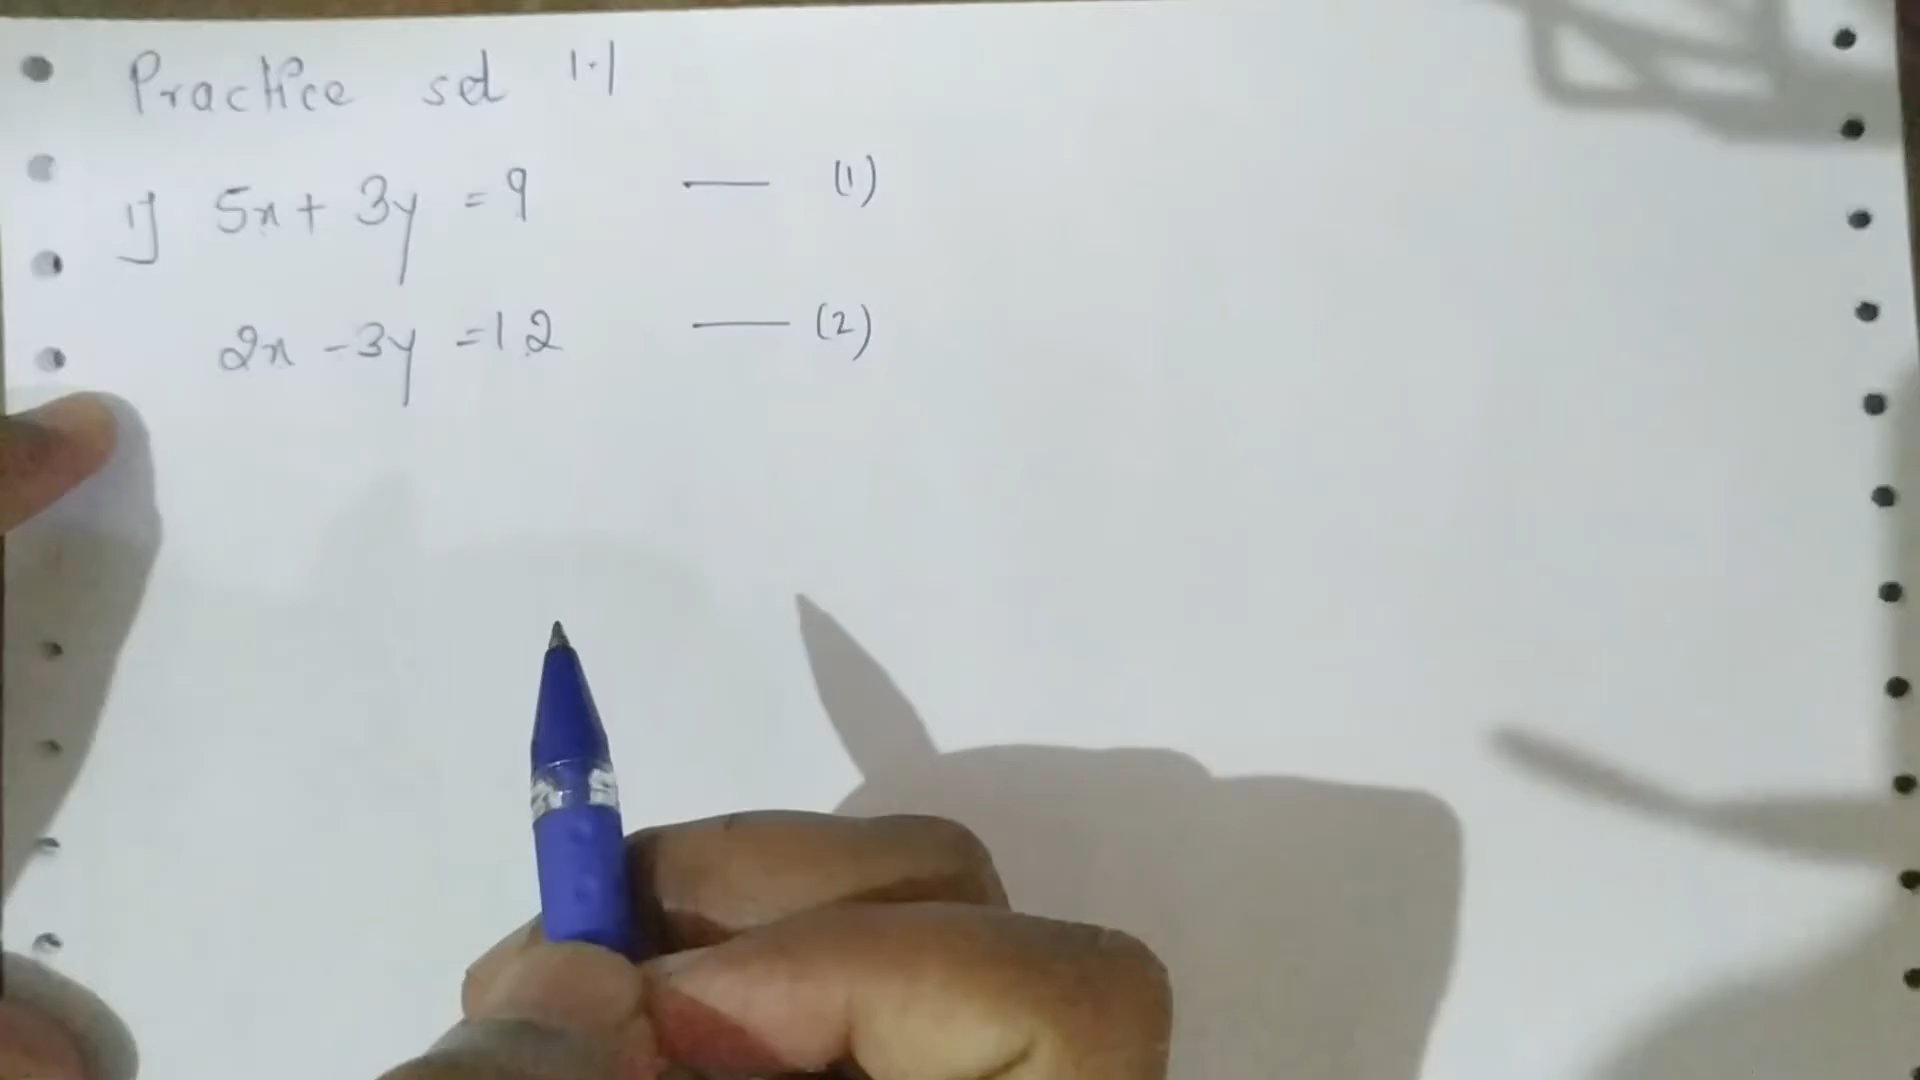 Practice set 1.1
1] 5x + 3y = 9 — (1)
2x - 3y = 12 — (2)